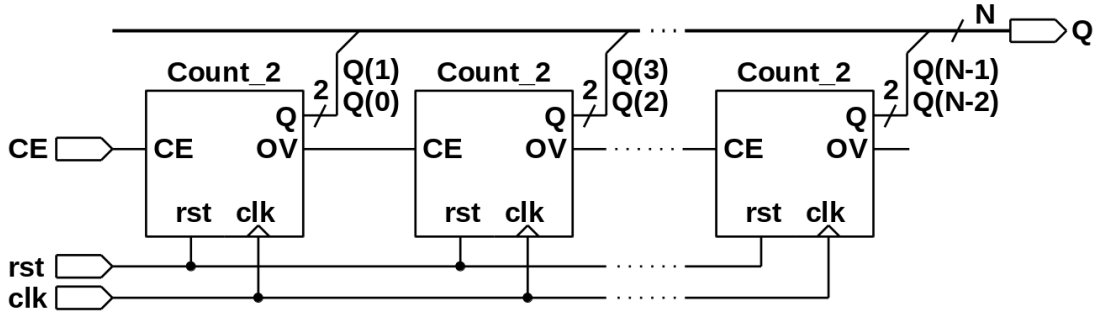 N
Q
Count_2 Count_2 Count_2
Q(1) Q(3) Q(N-1)
2 2 2
Q(0) Q(2) Q(N-2)
Q Q Q
CE CE OV CE OV CE OV
rst clk rst clk rst clk
rst
clk